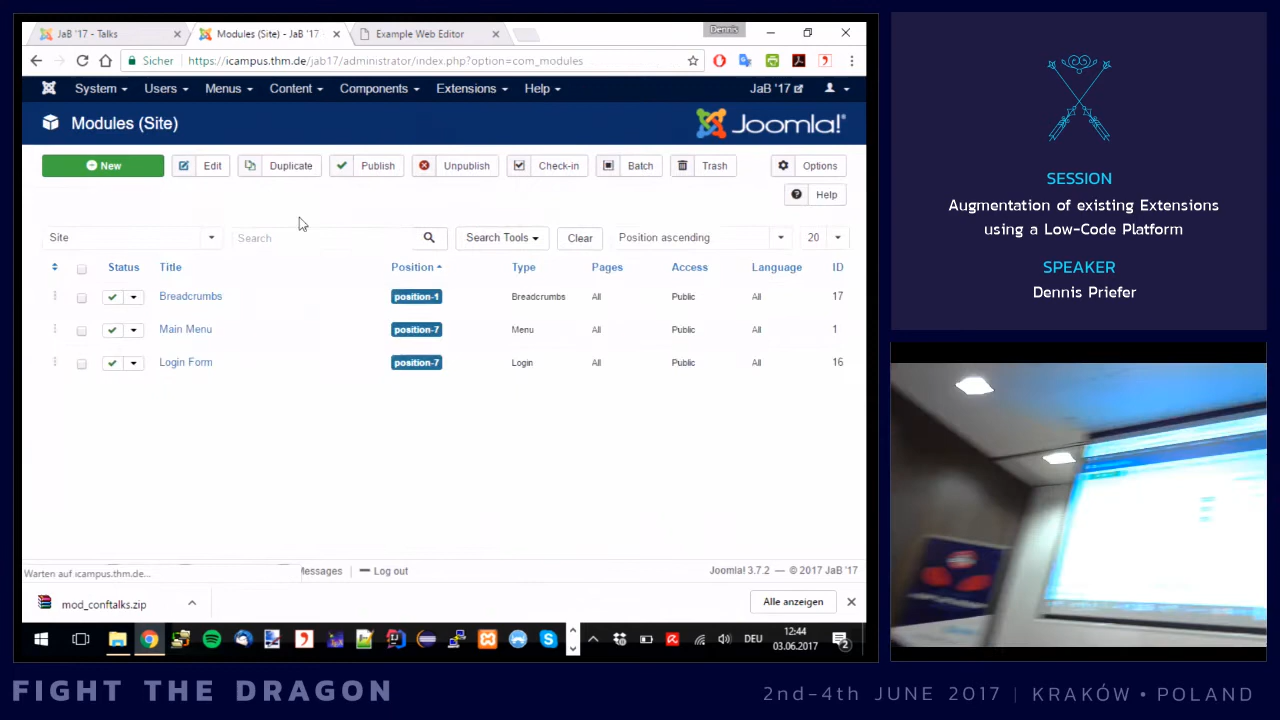 JaB '17 - Talks
Modules (Site) - JaB '17 -
Example Web Editor
Dennis
Sicher
https://icampus.thm.de/jab17/administrator/index.php?option=com_modules
System
Users
Menus
Content
Components
Extensions
Help
JaB '17
Modules (Site)
Joomla!
New
Edit
Duplicate
Publish
Unpublish
Check-in
Batch
Trash
Options
Help
Site
Search
Search Tools
Clear
Position ascending
20
Status
Title
Position
Type
Pages
Access
Language
ID
Breadcrumbs
position-1
Breadcrumbs
All
Public
All
17
Main Menu
position-7
Menu
All
Public
All
1
Login Form
position-7
Login
All
Public
All
16
Warten auf icampus.thm.de...
Messages
Log out
Joomla! 3.7.2 — © 2017 JaB '17
mod_conftalks.zip
Alle anzeigen
DEU
12:44
03.06.2017
2
SESSION
Augmentation of existing Extensions
using a Low-Code Platform
SPEAKER
Dennis Priefer
FIGHT THE DRAGON
2nd-4th JUNE 2017 | KRAKÓW • POLAND